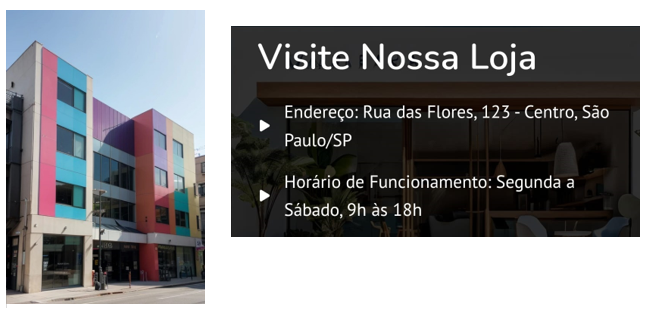 Visite Nossa Loja
Endereço: Rua das Flores, 123 - Centro, São
Paulo/SP
Horário de Funcionamento: Segunda a
Sábado, 9h às 18h